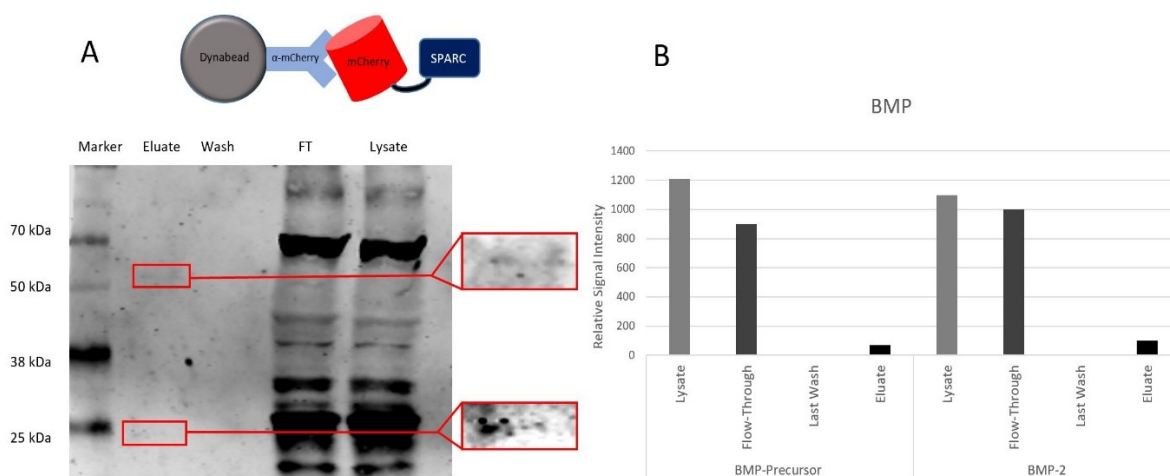 A
Dynabead
α-mCherry
mCherry
SPARC
Marker Eluate Wash FT Lysate
70 kDa
50 kDa
38 kDa
25 kDa
B
BMP
Relative Signal Intensity
1400
1200
1000
800
600
400
200
0
Lysate
Flow-Through
Last Wash
Eluate
Lysate
Flow-Through
Last Wash
Eluate
BMP-Precursor
BMP-2